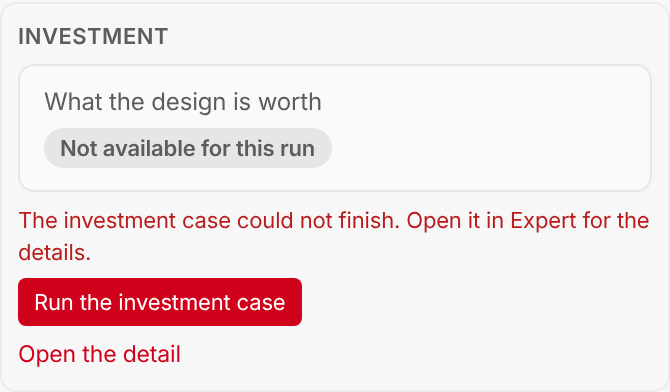 INVESTMENT
What the design is worth
Not available for this run
The investment case could not finish. Open it in Expert for the
details.
Run the investment case
Open the detail